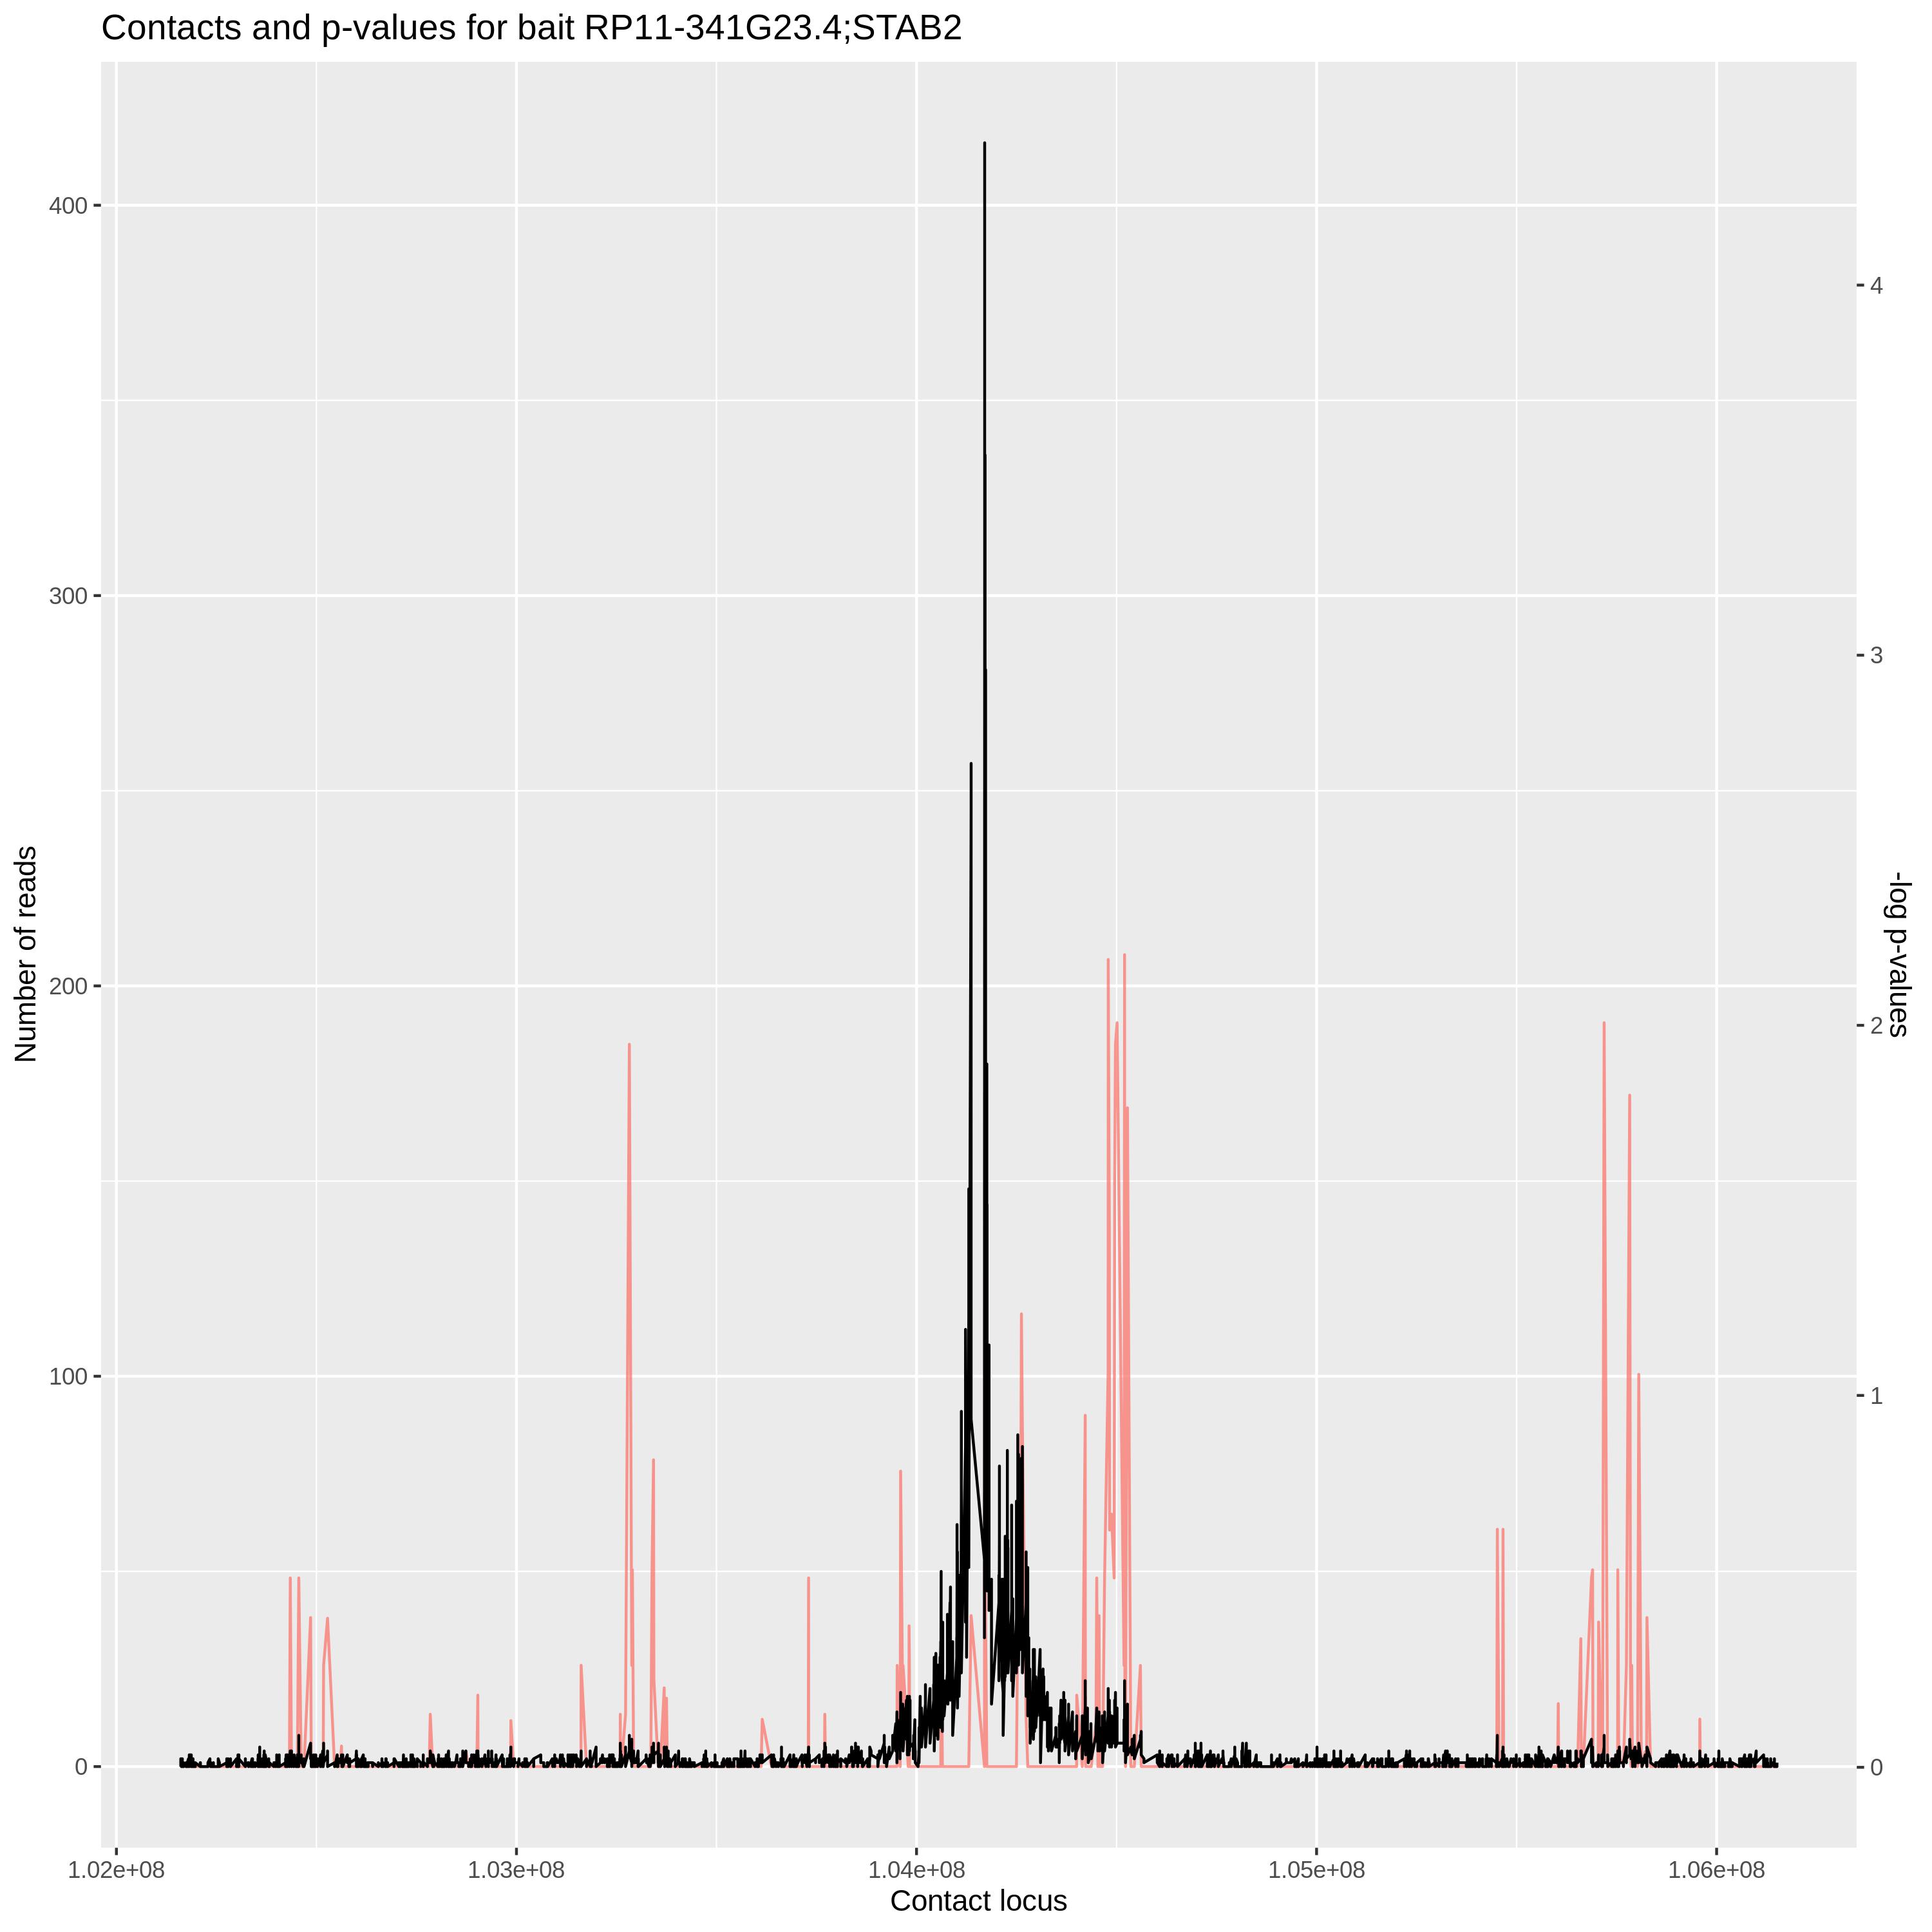 Contacts and p-values for bait RP11-341G23.4;STAB2
400
300
200
100
0
4
3
2
1
0
Number of reads
-log p-values
1.02e+08
1.03e+08
1.04e+08
1.05e+08
1.06e+08
Contact locus